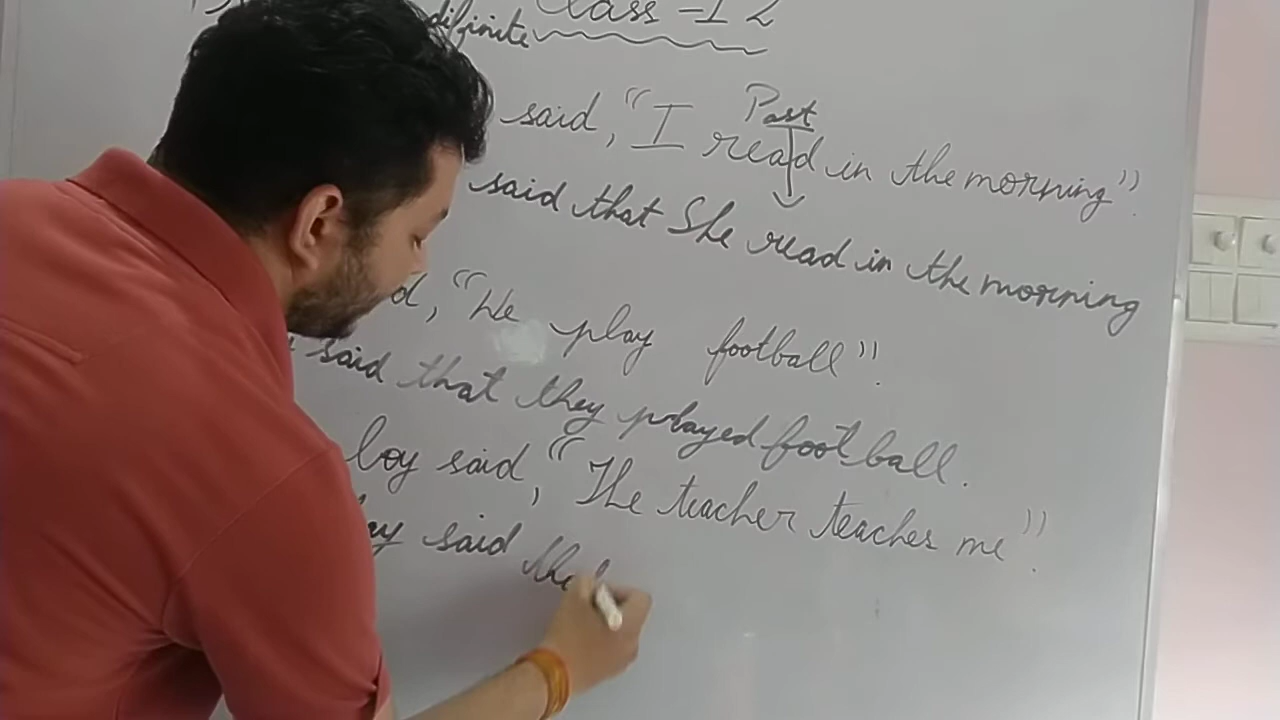 Class -12
difinite
said, “I read in the morning”.
Past
said that She read in the morning
“We play football”.
said that they played football.
boy said, “The teacher teaches me”.
said